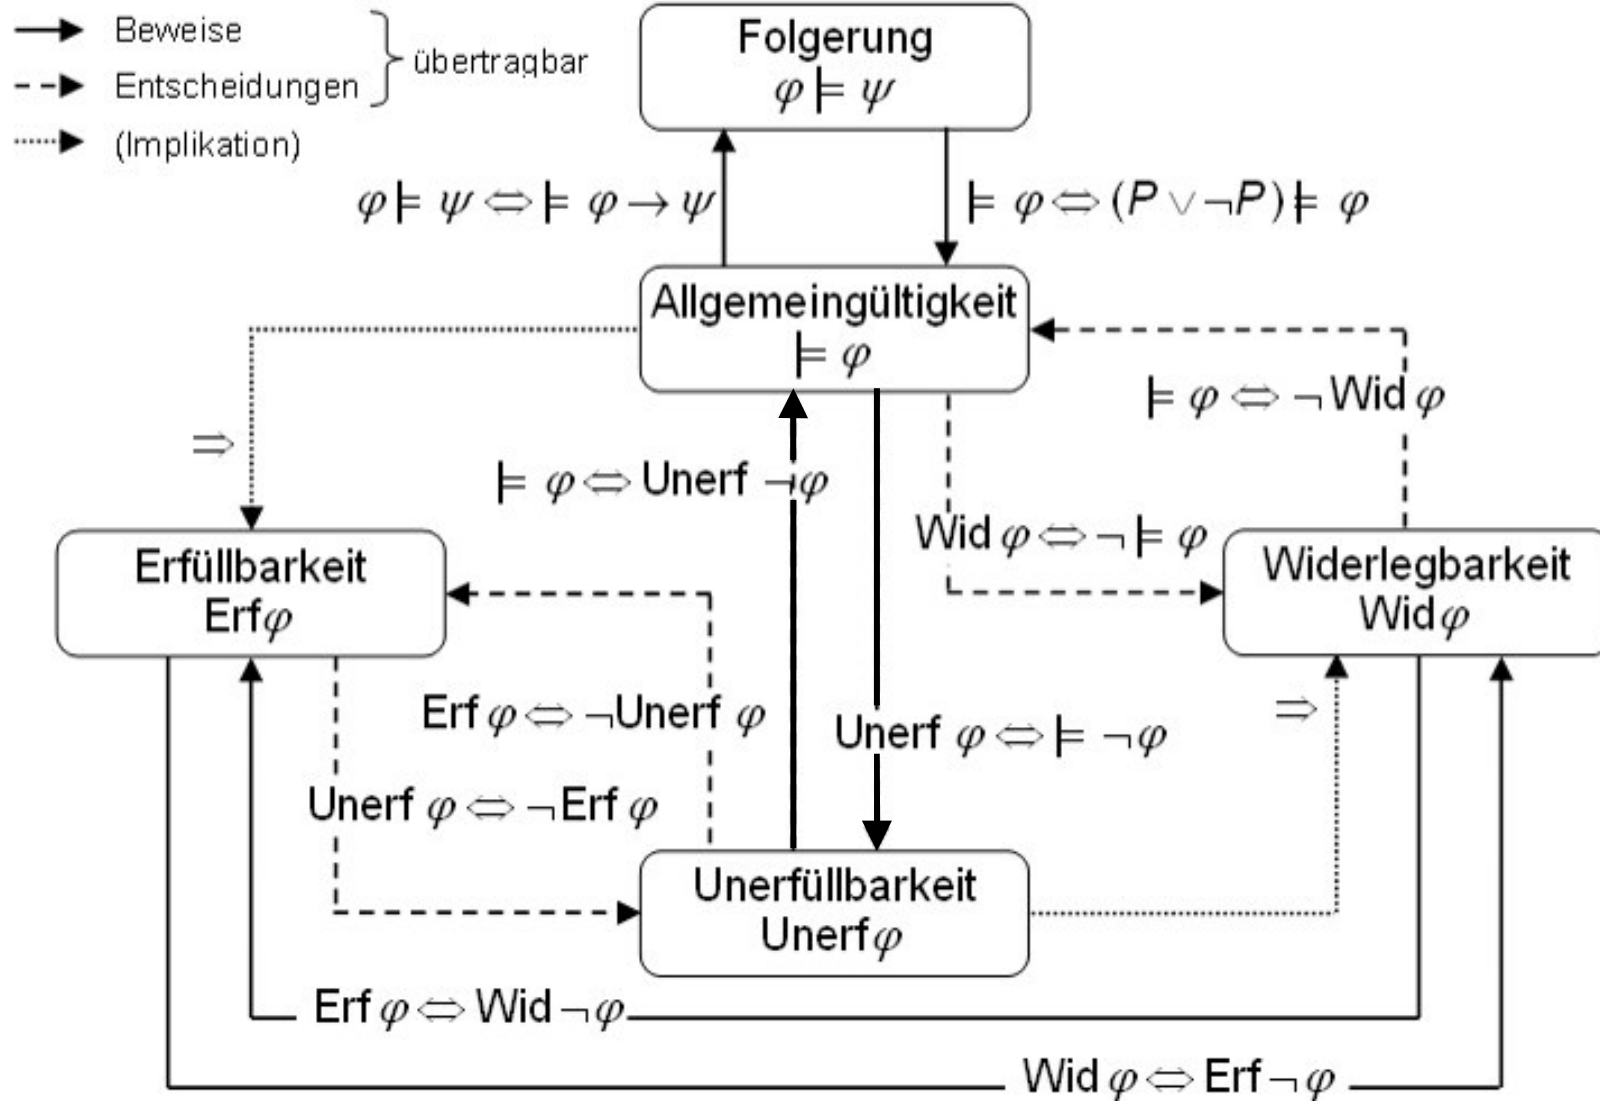 Beweise
Entscheidungen
übertragbar
(Implikation)
Folgerung
φ ⊨ ψ
φ ⊨ ψ ⇔ ⊨ φ → ψ
⊨ φ ⇔ (P ∨ ¬P) ⊨ φ
Allgemeingültigkeit
⊨ φ
⊨ φ ⇔ ¬ Wid φ
⇒
⊨ φ ⇔ Unerf ¬φ
Wid φ ⇔ ¬ ⊨ φ
Erfüllbarkeit
Erf φ
Widerlegbarkeit
Wid φ
Erf φ ⇔ ¬Unerf φ
Unerf φ ⇔ ⊨ ¬φ
⇒
Unerf φ ⇔ ¬Erf φ
Unerfüllbarkeit
Unerf φ
Erf φ ⇔ Wid ¬φ
Wid φ ⇔ Erf ¬φ